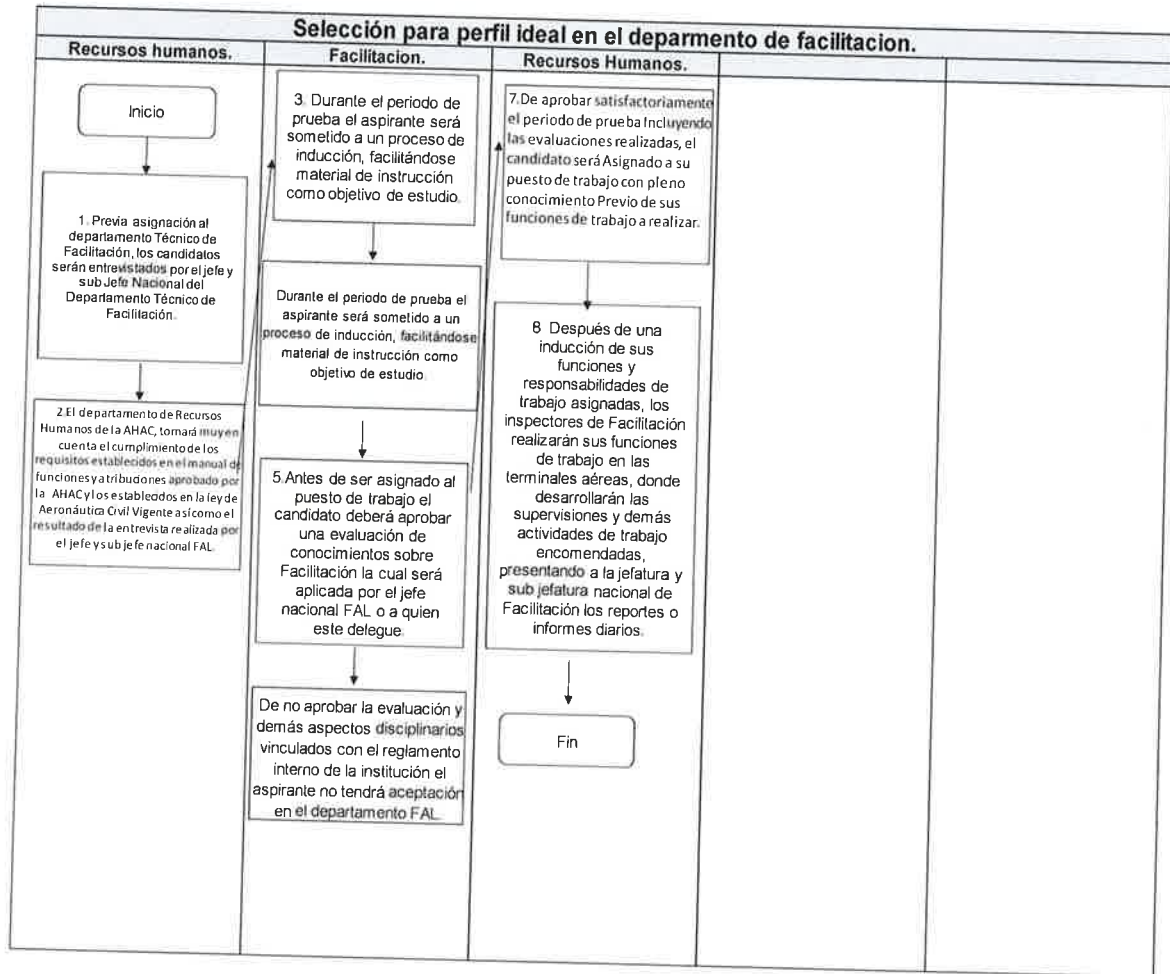 Selección para perfil ideal en el deparmento de facilitacion.
Recursos humanos.
Facilitacion.
Recursos Humanos.
Inicio
1. Previa asignación al
departamento Técnico de
Facilitación, los candidatos
serán entrevistados por el jefe y
sub Jefe Nacional del
Departamento Técnico de
Facilitación.
2.El departamento de Recursos
Humanos de la AHAC, tomará muy en
cuenta el cumplimiento de los
requisitos establecidos en el manual de
funciones y atribuciones aprobado por
la AHAC y los establecidos en la ley de
Aeronáutica Civil Vigente así como el
resultado de la entrevista realizada por
el jefe y sub jefe nacional FAL.
3. Durante el periodo de
prueba el aspirante será
sometido a un proceso de
inducción, facilitándose
material de instrucción
como objetivo de estudio.
Durante el periodo de prueba el
aspirante será sometido a un
proceso de inducción, facilitándose
material de instrucción como
objetivo de estudio.
5.Antes de ser asignado al
puesto de trabajo el
candidato deberá aprobar
una evaluación de
conocimientos sobre
Facilitación la cual será
aplicada por el jefe
nacional FAL o a quien
este delegue.
De no aprobar la evaluación y
demás aspectos disciplinarios
vinculados con el reglamento
interno de la institución el
aspirante no tendrá aceptación
en el departamento FAL.
7.De aprobar satisfactoriamente
el periodo de prueba Incluyendo
las evaluaciones realizadas, el
candidato será Asignado a su
puesto de trabajo con pleno
conocimiento Previo de sus
funciones de trabajo a realizar.
8 Después de una
inducción de sus
funciones y
responsabilidades de
trabajo asignadas, los
inspectores de Facilitación
realizarán sus funciones
de trabajo en las
terminales aéreas, donde
desarrollarán las
supervisiones y demás
actividades de trabajo
encomendadas,
presentando a la jefatura y
sub jefatura nacional de
Facilitación los reportes o
informes diarios.
Fin